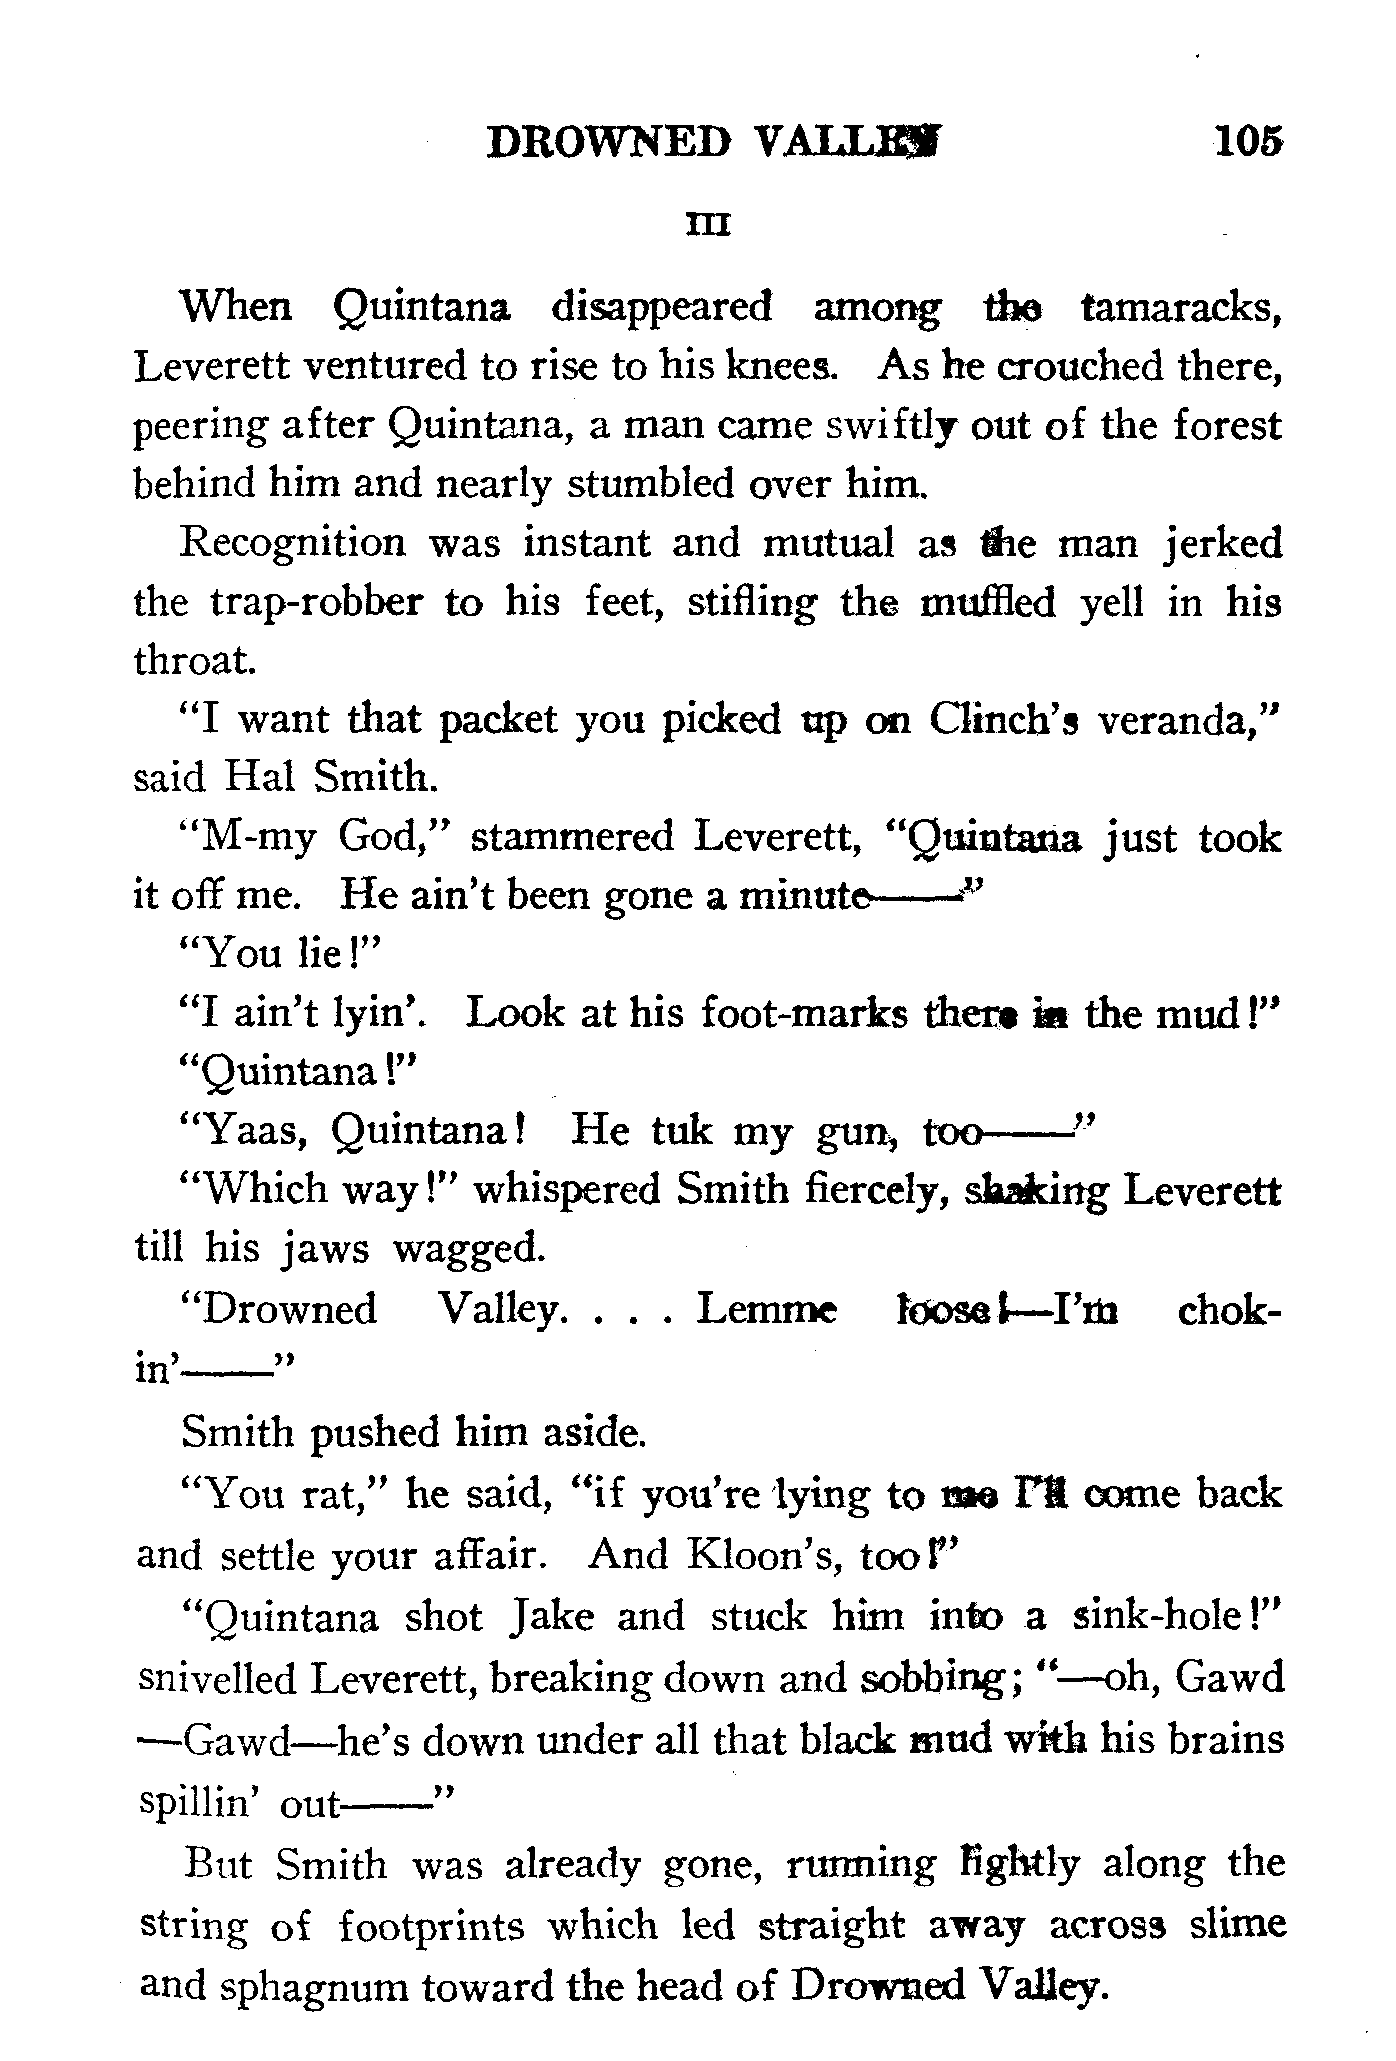 DROWNED VALLEY 105
III
When Quintana disappeared among the tamaracks,
Leverett ventured to rise to his knees. As he crouched there,
peering after Quintana, a man came swiftly out of the forest
behind him and nearly stumbled over him.
Recognition was instant and mutual as the man jerked
the trap-robber to his feet, stifling the muffled yell in his
throat.
“I want that packet you picked up on Clinch’s veranda,”
said Hal Smith.
“M-my God,” stammered Leverett, “Quintana just took
it off me. He ain’t been gone a minute——”
“You lie!”
“I ain’t lyin’. Look at his foot-marks there in the mud!”
“Quintana!”
“Yaas, Quintana! He tuk my gun, too——”
“Which way!” whispered Smith fiercely, shaking Leverett
till his jaws wagged.
“Drowned Valley. . . . Lemme loose!—I’m chok-
in’——”
Smith pushed him aside.
“You rat,” he said, “if you’re lying to me I’ll come back
and settle your affair. And Kloon’s, too!”
“Quintana shot Jake and stuck him into a sink-hole!”
snivelled Leverett, breaking down and sobbing; “—oh, Gawd
—Gawd—he’s down under all that black mud with his brains
spillin’ out——”
But Smith was already gone, running lightly along the
string of footprints which led straight away across slime
and sphagnum toward the head of Drowned Valley.